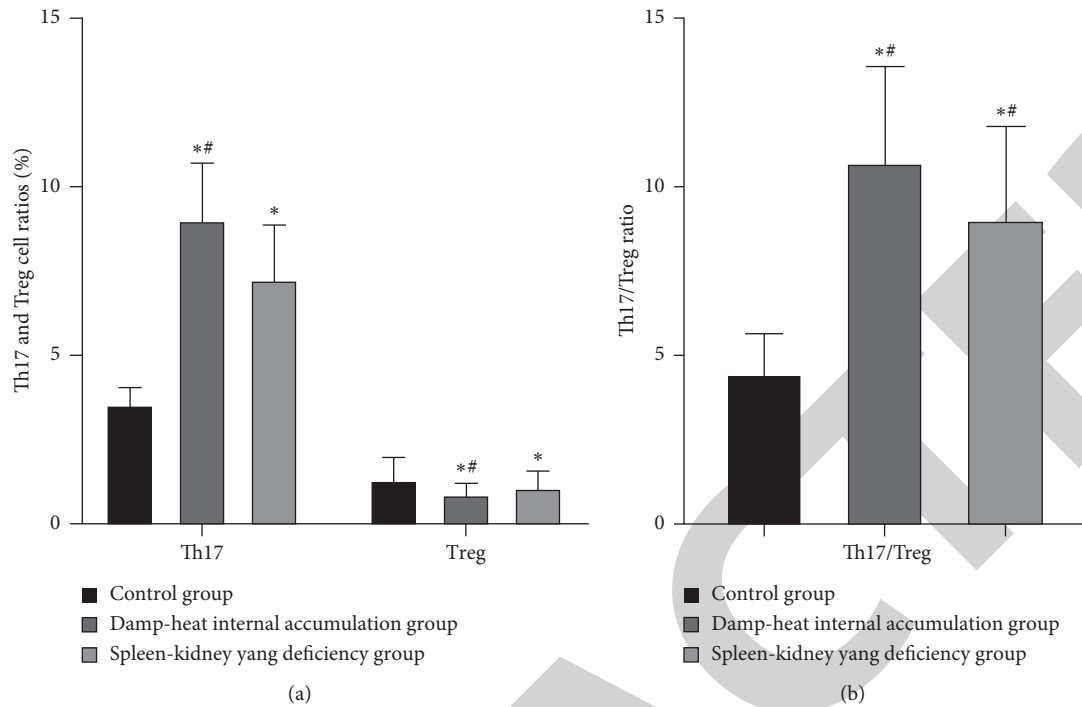 15
10
5
0
Th17 and Treg cell ratios (%)
*#
*
*#
*
Th17
Treg
Control group
Damp-heat internal accumulation group
Spleen-kidney yang deficiency group
(a)
15
10
5
0
Th17/Treg ratio
*#
*#
Th17/Treg
Control group
Damp-heat internal accumulation group
Spleen-kidney yang deficiency group
(b)